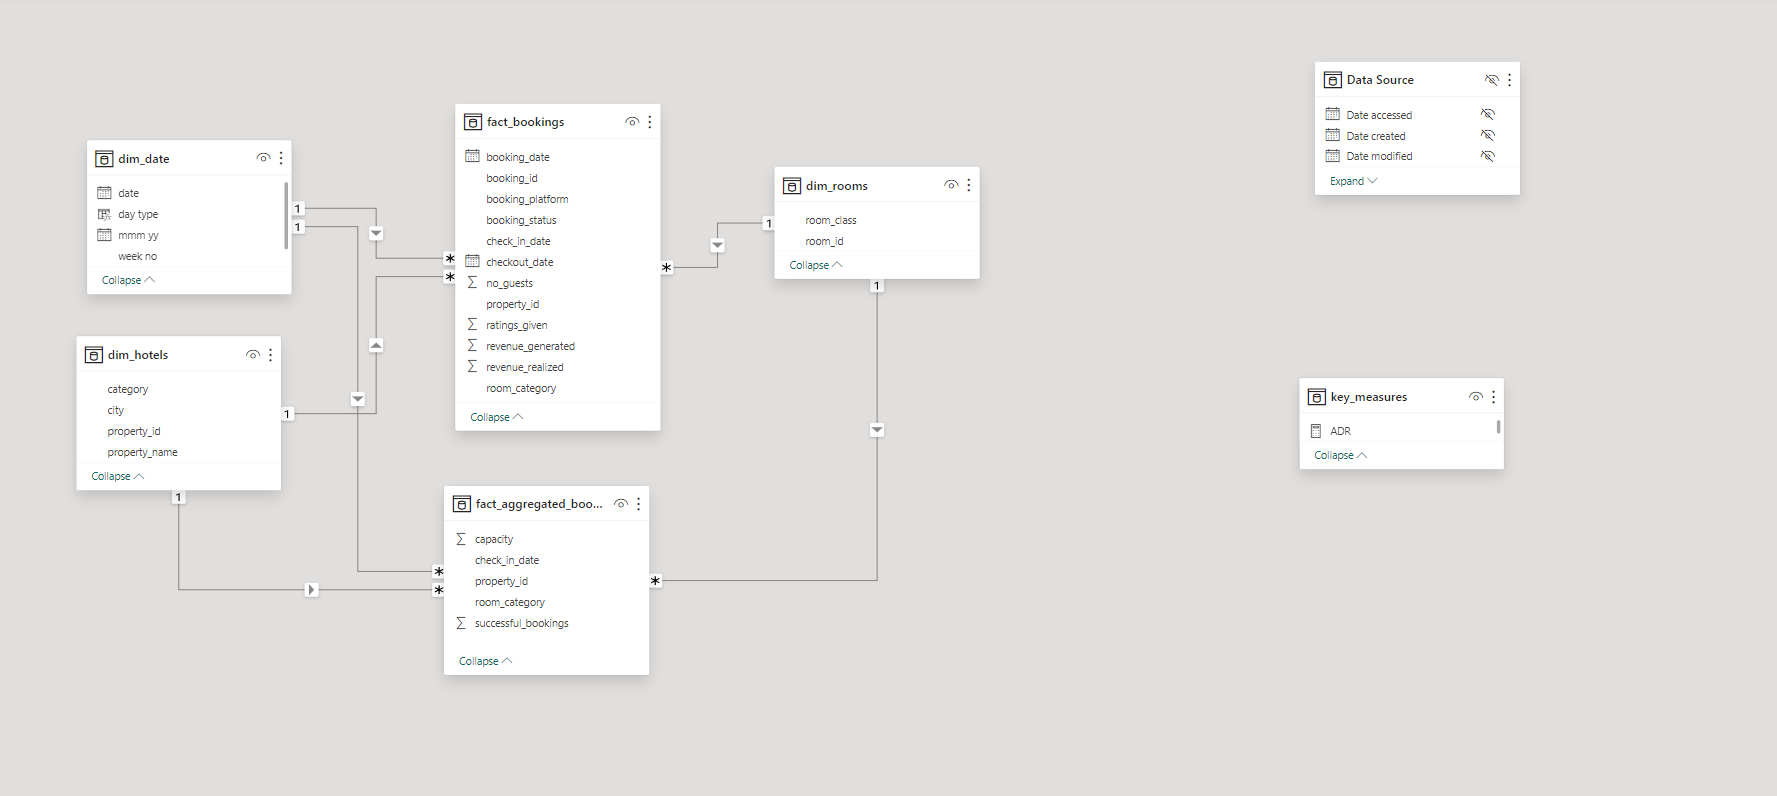 dim_date
date
day type
mmm yy
week no
Collapse
1
1
dim_hotels
category
city
property_id
property_name
Collapse
1
1
fact_bookings
booking_date
booking_id
booking_platform
booking_status
check_in_date
checkout_date
no_guests
property_id
ratings_given
revenue_generated
revenue_realized
room_category
Collapse
*
*
*
fact_aggregated_boo...
capacity
check_in_date
property_id
room_category
successful_bookings
Collapse
*
*
*
dim_rooms
room_class
room_id
Collapse
1
1
Data Source
Date accessed
Date created
Date modified
Expand
key_measures
ADR
Collapse